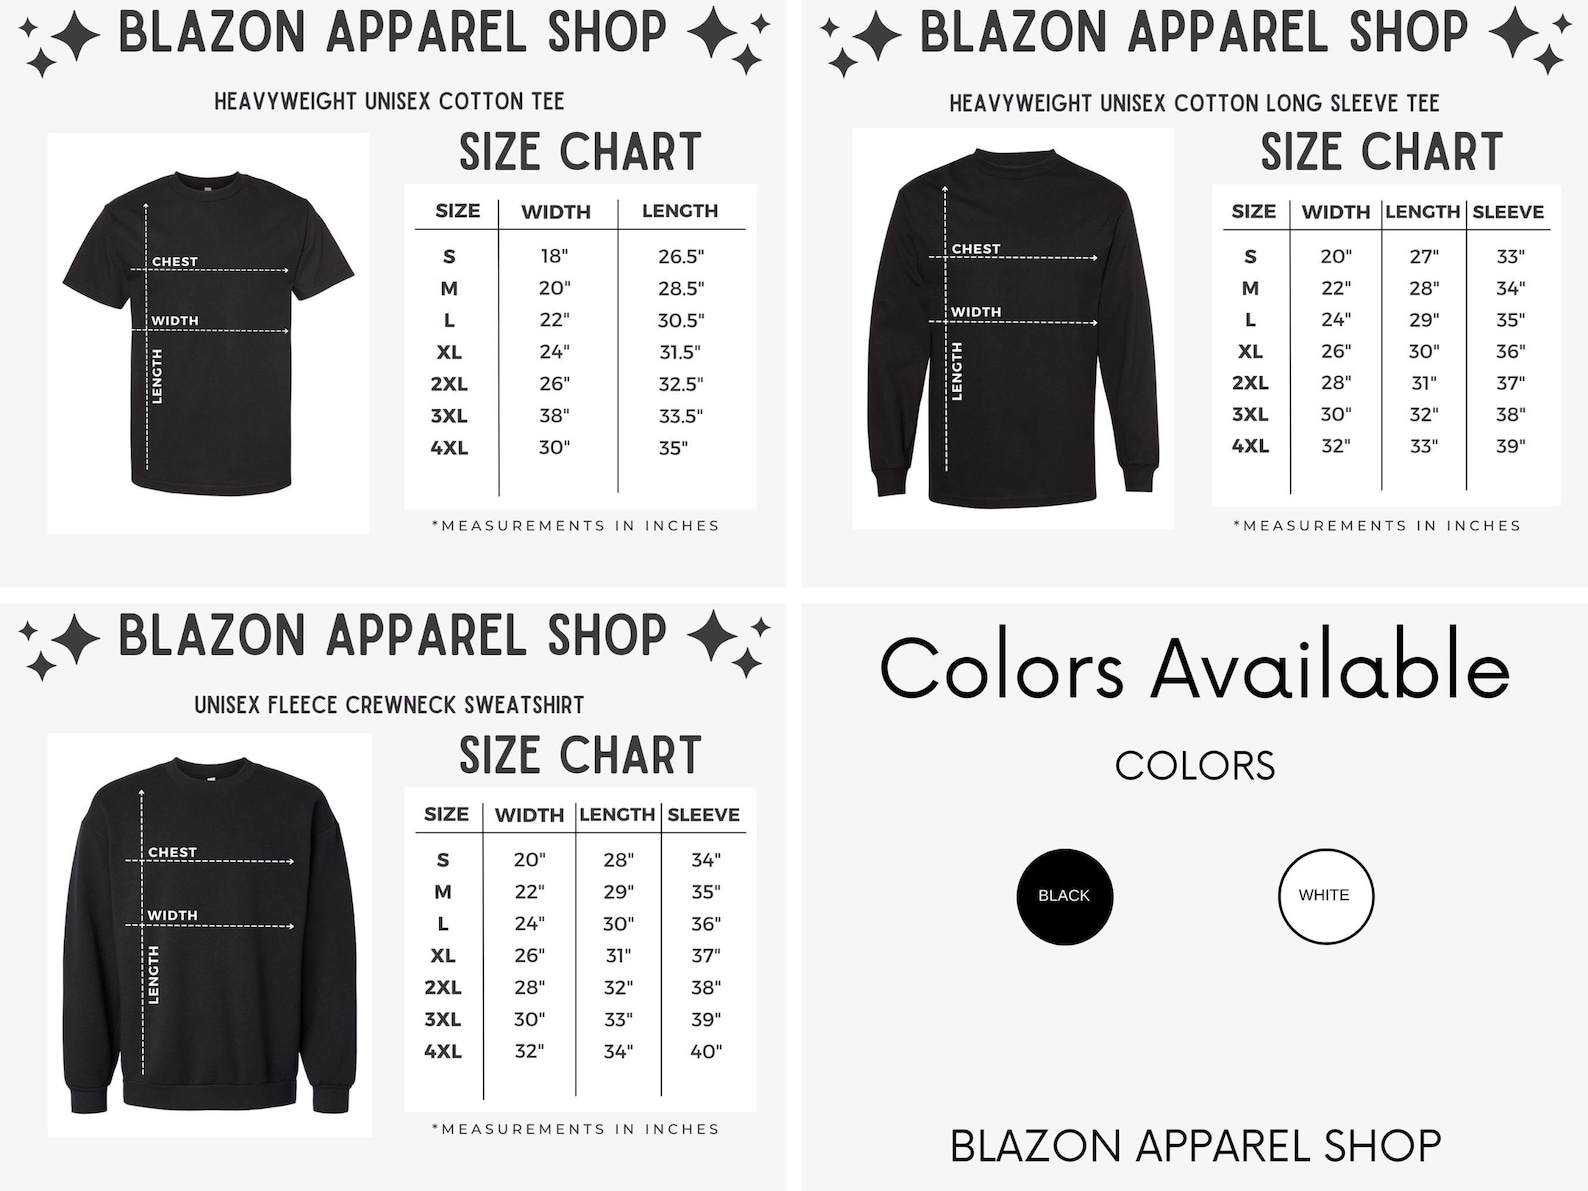 BLAZON APPAREL SHOP
HEAVYWEIGHT UNISEX COTTON TEE
SIZE CHART
CHEST
WIDTH
LENGTH
SIZE WIDTH LENGTH
S 18" 26.5"
M 20" 28.5"
L 22" 30.5"
XL 24" 31.5"
2XL 26" 32.5"
3XL 38" 33.5"
4XL 30" 35"
*MEASUREMENTS IN INCHES
BLAZON APPAREL SHOP
HEAVYWEIGHT UNISEX COTTON LONG SLEEVE TEE
SIZE CHART
CHEST
WIDTH
LENGTH
SIZE WIDTH LENGTH SLEEVE
S 20" 27" 33"
M 22" 28" 34"
L 24" 29" 35"
XL 26" 30" 36"
2XL 28" 31" 37"
3XL 30" 32" 38"
4XL 32" 33" 39"
*MEASUREMENTS IN INCHES
BLAZON APPAREL SHOP
UNISEX FLEECE CREWNECK SWEATSHIRT
SIZE CHART
CHEST
WIDTH
LENGTH
SIZE WIDTH LENGTH SLEEVE
S 20" 28" 34"
M 22" 29" 35"
L 24" 30" 36"
XL 26" 31" 37"
2XL 28" 32" 38"
3XL 30" 33" 39"
4XL 32" 34" 40"
*MEASUREMENTS IN INCHES
Colors Available
COLORS
BLACK WHITE
BLAZON APPAREL SHOP